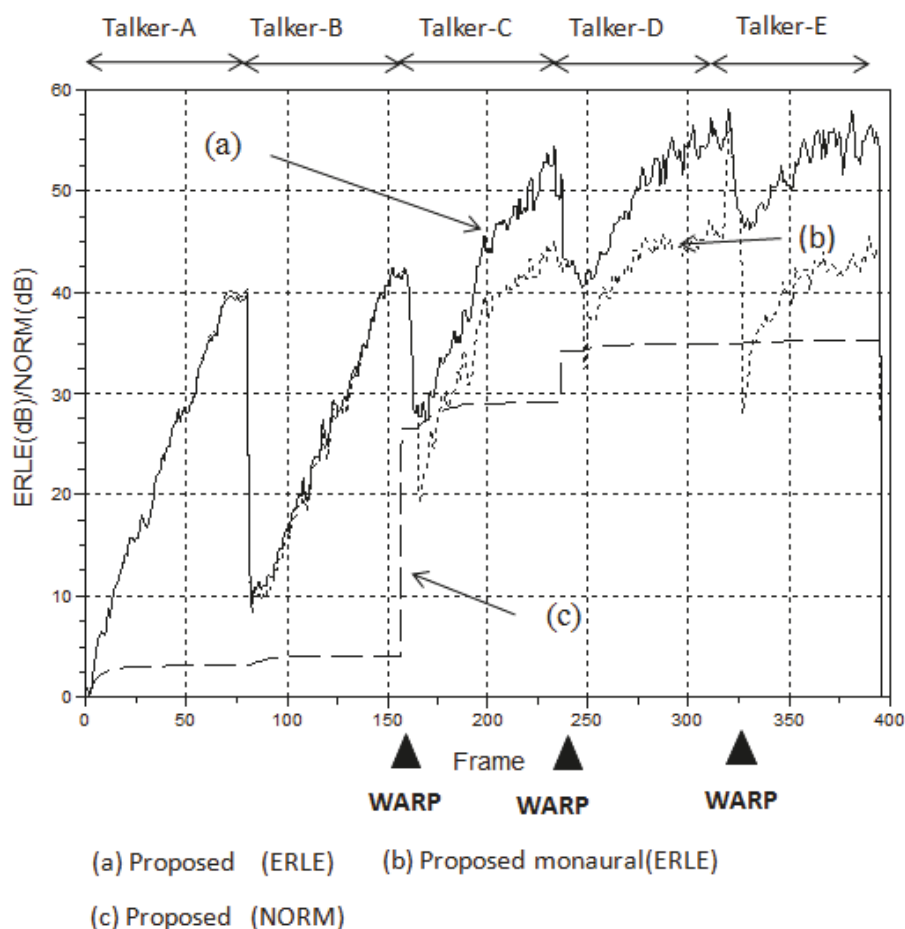 Talker-A Talker-B Talker-C Talker-D Talker-E
60
(a)
50
(b)
40
30
20
10
(c)
0
ERLE(dB)/NORM(dB)
0 50 100 150 200 250 300 350 400
Frame
WARP WARP WARP
(a) Proposed (ERLE) (b) Proposed monaural(ERLE)
(c) Proposed (NORM)